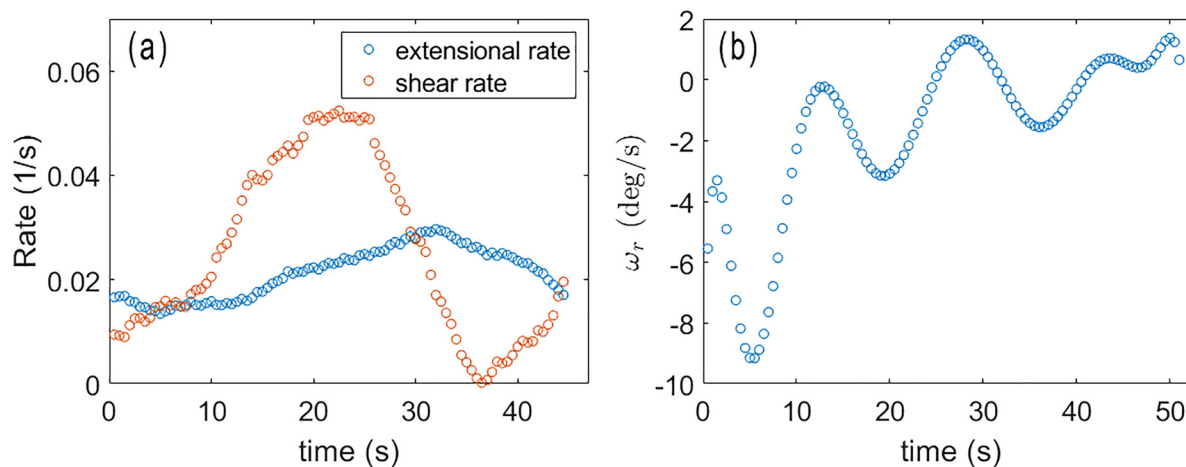 (a)
extensional rate
shear rate
Rate (1/s)
0.06
0.04
0.02
0
0 10 20 30 40
time (s)
(b)
ωr (deg/s)
2
0
-2
-4
-6
-8
-10
0 10 20 30 40 50
time (s)